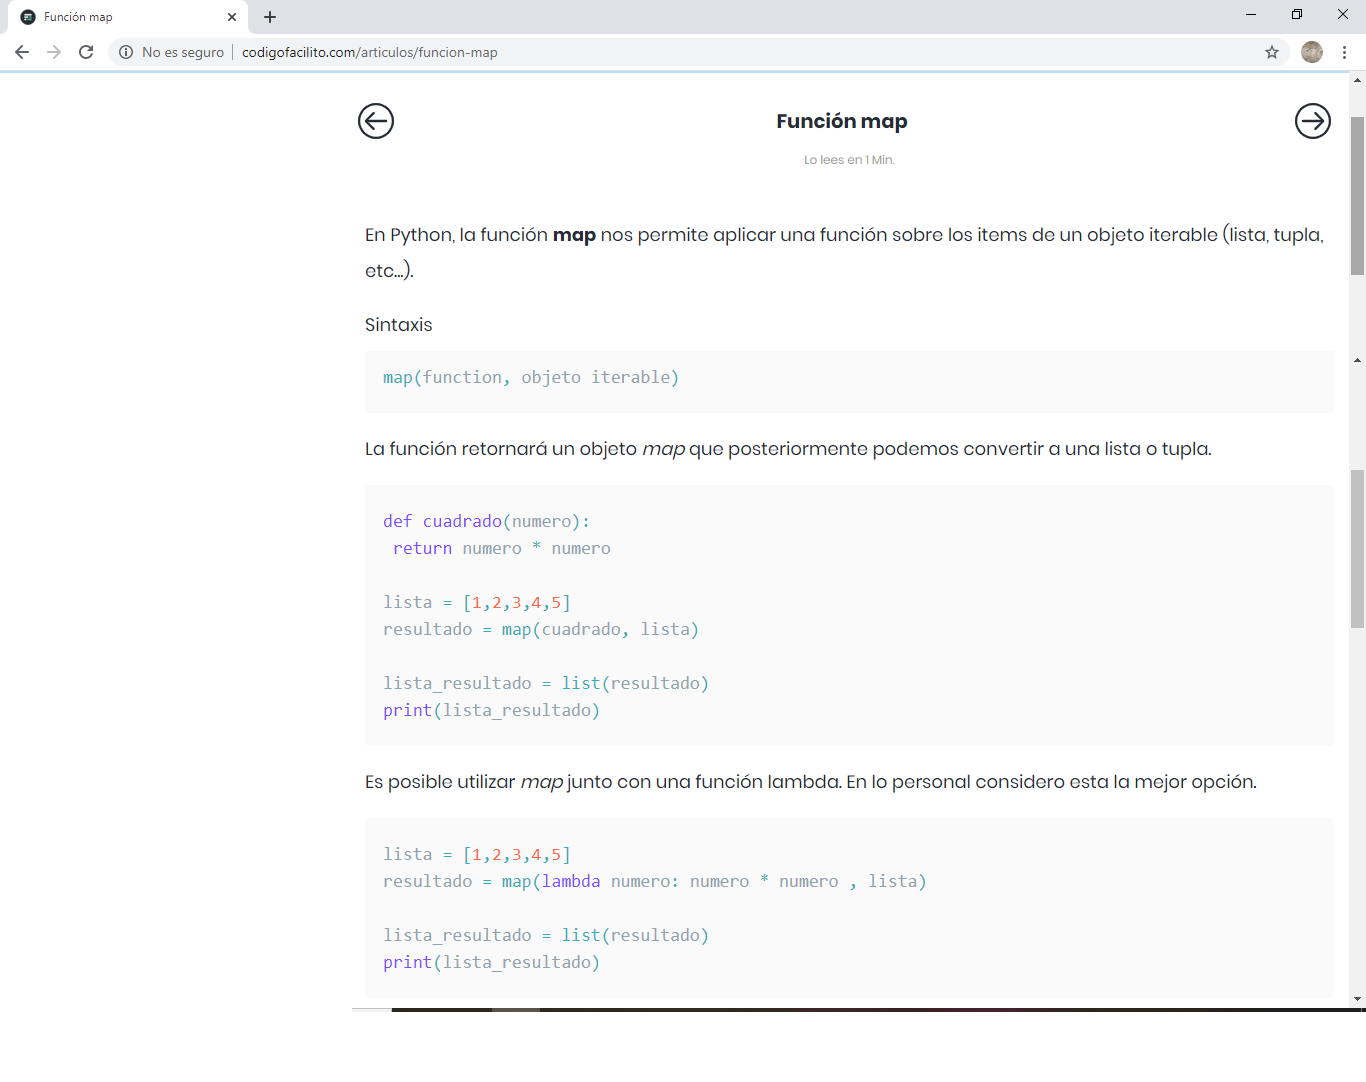 Función map
No es seguro | codigofacilito.com/articulos/funcion-map
Función map
Lo lees en 1 Min.
En Python, la función map nos permite aplicar una función sobre los items de un objeto iterable (lista, tupla,
etc...).
Sintaxis
map(function, objeto iterable)
La función retornará un objeto map que posteriormente podemos convertir a una lista o tupla.
def cuadrado(numero):
 return numero * numero
lista = [1,2,3,4,5]
resultado = map(cuadrado, lista)
lista_resultado = list(resultado)
print(lista_resultado)
Es posible utilizar map junto con una función lambda. En lo personal considero esta la mejor opción.
lista = [1,2,3,4,5]
resultado = map(lambda numero: numero * numero , lista)
lista_resultado = list(resultado)
print(lista_resultado)